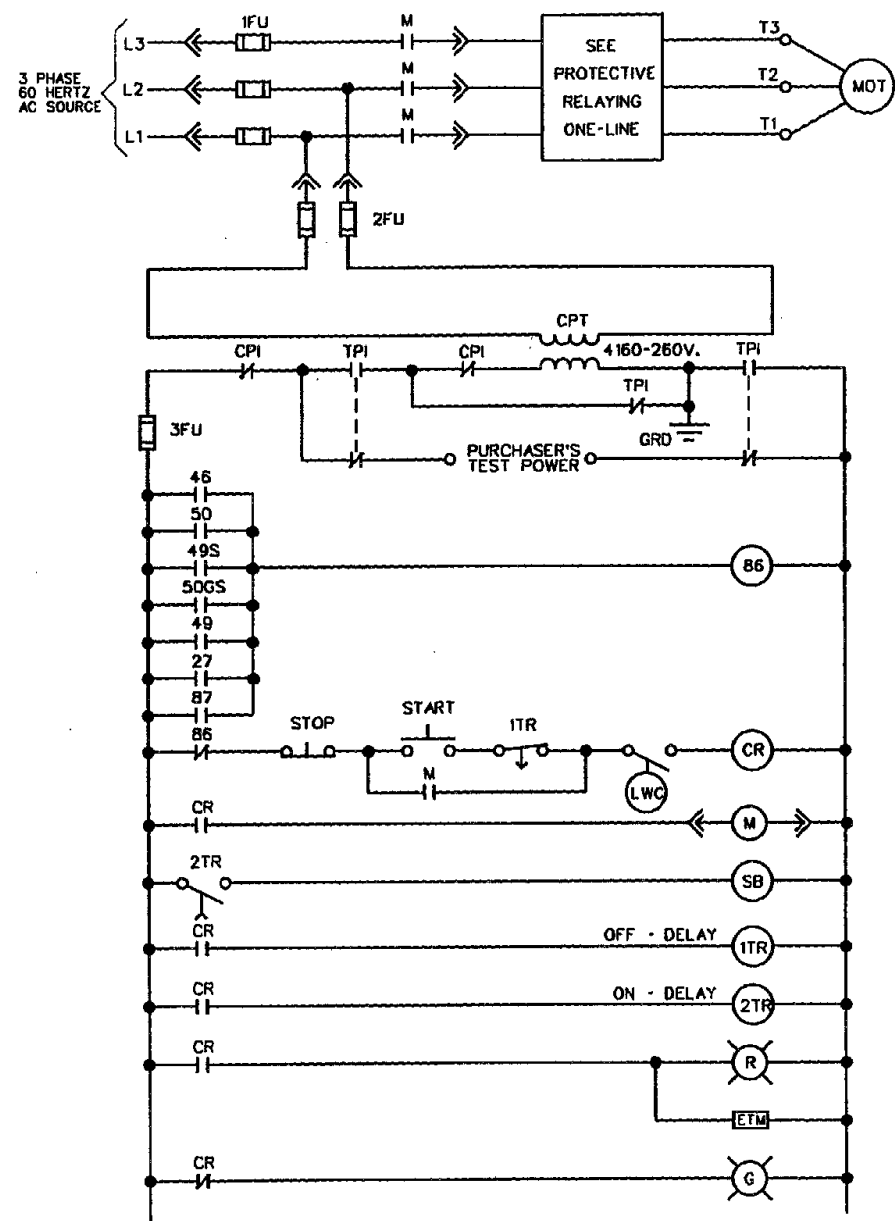 1FU
M
L3
T3
SEE
PROTECTIVE
RELAYING
ONE-LINE
3 PHASE
60 HERTZ
AC SOURCE
M
L2
T2
MOT
M
L1
T1
2FU
CPT
4160-260V.
CPI
TPI
CPI
TPI
TPI
3FU
GRD
PURCHASER'S
TEST POWER
46
50
49S
86
50GS
49
27
87
86
STOP
START
1TR
CR
M
LWC
CR
M
2TR
SB
CR
OFF - DELAY
1TR
CR
ON - DELAY
2TR
CR
R
ETM
CR
G